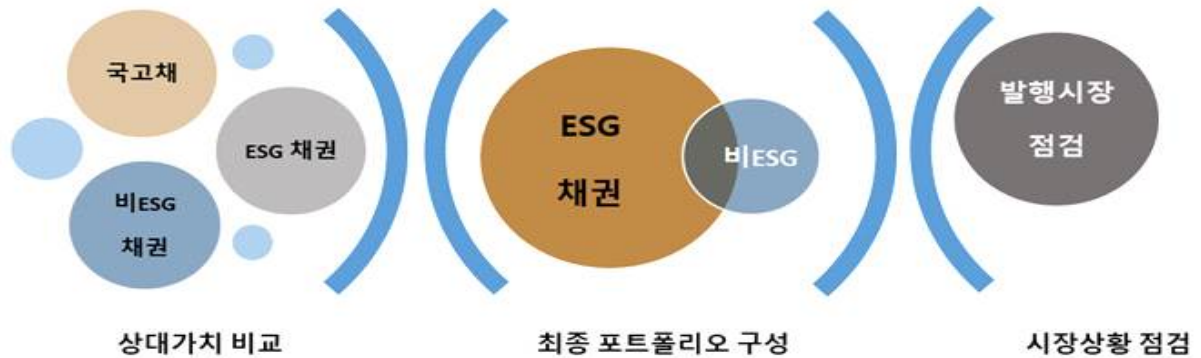 국고채
ESG 채권
비ESG
채권
상대가치 비교
ESG
채권
비ESG
최종 포트폴리오 구성
발행시장
점검
시장상황 점검